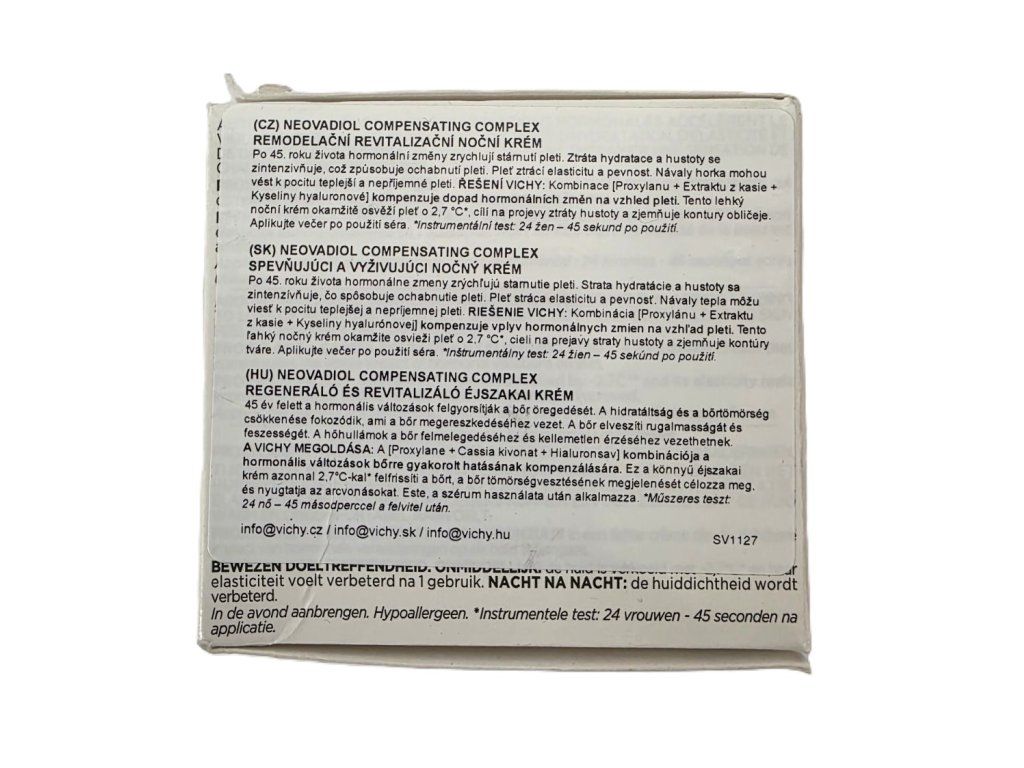 (CZ) NEOVADIOL COMPENSATING COMPLEX
REMODELAČNÍ REVITALIZAČNÍ NOČNÍ KRÉM
Po 45. roku života hormonální změny zrychlují stárnutí pleti. Ztráta hydratace a hustoty se
zintenzivňuje, což způsobuje ochabnutí pleti. Pleť ztrácí elasticitu a pevnost. Návaly horka mohou
vést k pocitu teplejší a nepříjemné pleti. ŘEŠENÍ VICHY: Kombinace [Proxylanu + Extraktu z kasie +
Kyseliny hyaluronové] kompenzuje dopad hormonálních změn na vzhled pleti. Tento lehký
noční krém okamžitě osvěží pleť o 2,7 °C*, cílí na projevy ztráty hustoty a zjemňuje kontury obličeje.
Aplikujte večer po použití séra. *Instrumentální test: 24 žen – 45 sekund po použití.
(SK) NEOVADIOL COMPENSATING COMPLEX
SPEVŇUJÚCI A VYŽIVUJÚCI NOČNÝ KRÉM
Po 45. roku života hormonálne zmeny zrýchľujú starnutie pleti. Strata hydratácie a hustoty sa
zintenzívňuje, čo spôsobuje ochabnutie pleti. Pleť stráca elasticitu a pevnosť. Návaly tepla môžu
viesť k pocitu teplejšej a nepríjemnej pleti. RIEŠENIE VICHY: Kombinácia [Proxylánu + Extraktu
z kasie + Kyseliny hyalurónovej] kompenzuje vplyv hormonálnych zmien na vzhľad pleti. Tento
ľahký nočný krém okamžite osvieži pleť o 2,7 °C*, cieli na prejavy straty hustoty a zjemňuje kontúry
tváre. Aplikujte večer po použití séra. *Inštrumentálny test: 24 žien – 45 sekúnd po použití.
(HU) NEOVADIOL COMPENSATING COMPLEX
REGENERÁLÓ ÉS REVITALIZÁLÓ ÉJSZAKAI KRÉM
45 év felett a hormonális változások felgyorsítják a bőr öregedését. A hidratáltság és a bőrtömörség
csökkenése fokozódik, ami a bőr megereszkedéséhez vezet. A bőr elveszíti rugalmasságát és
feszességét. A hőhullámok a bőr felmelegedéséhez és kellemetlen érzéséhez vezethetnek.
A VICHY MEGOLDÁSA: A [Proxylane + Cassia kivonat + Hialuronsav] kombinációja a
hormonális változások bőrre gyakorolt hatásának kompenzálására. Ez a könnyű éjszakai
krém azonnal 2,7°C-kal* felfrissíti a bőrt, a bőr tömörségvesztésének megjelenését célozza meg,
és nyugtatja az arcvonásokat. Este, a szérum használata után alkalmazza. *Műszeres teszt:
24 nő – 45 másodperccel a felvitel után.
info@vichy.cz / info@vichy.sk / info@vichy.hu
SV1127
BEWEZEN DOELTREFFENDHEID: ONMIDDELLIJK: de huid is
elasticiteit voelt verbeterd na 1 gebruik. NACHT NA NACHT: de huiddichtheid wordt
verbeterd.
In de avond aanbrengen. Hypoallergeen. *Instrumentele test: 24 vrouwen - 45 seconden na
applicatie.